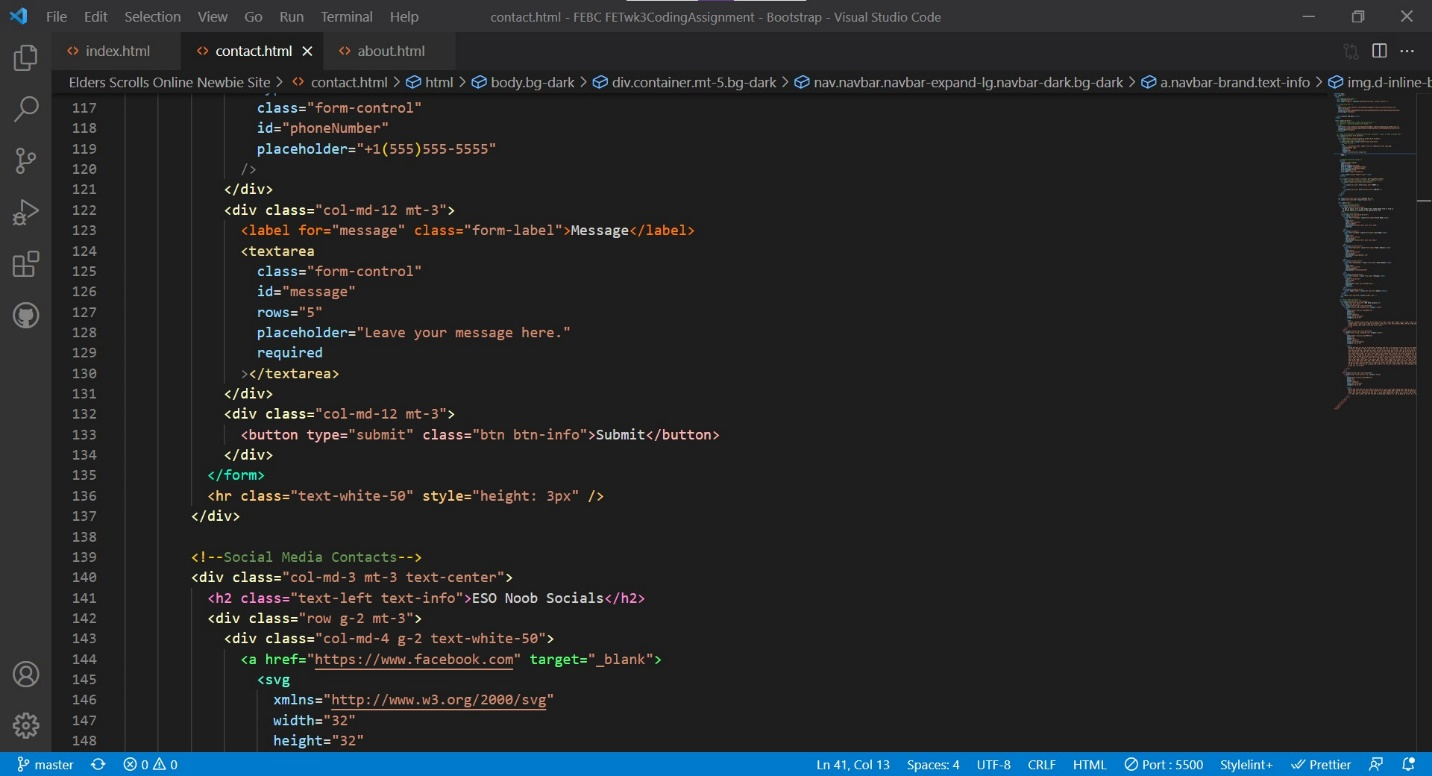 File Edit Selection View Go Run Terminal Help contact.html - FEBC FETwk3CodingAssignment - Bootstrap - Visual Studio Code
index.html contact.html about.html
Elders Scrolls Online Newbie Site > contact.html > html > body.bg-dark > div.container.mt-5.bg-dark > nav.navbar.navbar-expand-lg.navbar-dark.bg-dark > a.navbar-brand.text-info > img.d-inline-b
117 class="form-control"
118 id="phoneNumber"
119 placeholder="+1(555)555-5555"
120 />
121 </div>
122 <div class="col-md-12 mt-3">
123 <label for="message" class="form-label">Message</label>
124 <textarea
125 class="form-control"
126 id="message"
127 rows="5"
128 placeholder="Leave your message here."
129 required
130 ></textarea>
131 </div>
132 <div class="col-md-12 mt-3">
133 <button type="submit" class="btn btn-info">Submit</button>
134 </div>
135 </form>
136 <hr class="text-white-50" style="height: 3px" />
137 </div>
138
139 <!--Social Media Contacts-->
140 <div class="col-md-3 mt-3 text-center">
141 <h2 class="text-left text-info">ESO Noob Socials</h2>
142 <div class="row g-2 mt-3">
143 <div class="col-md-4 g-2 text-white-50">
144 <a href="https://www.facebook.com" target="_blank">
145 <svg
146 xmlns="http://www.w3.org/2000/svg"
147 width="32"
148 height="32"
master 0 0 Ln 41, Col 13 Spaces: 4 UTF-8 CRLF HTML Port : 5500 Stylelint+ Prettier